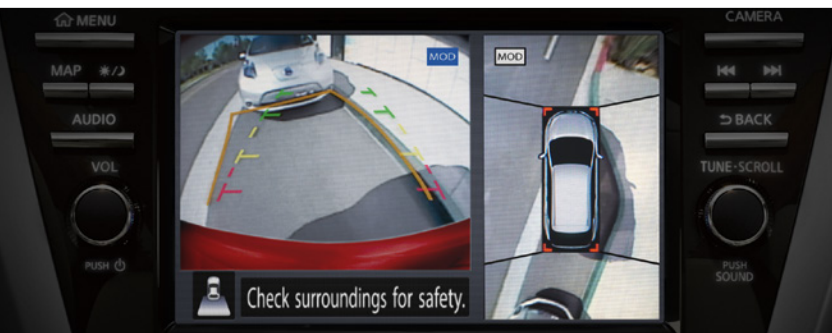 MENU
MAP
AUDIO
VOL
PUSH
MOD
MOD
Check surroundings for safety.
CAMERA
BACK
TUNE·SCROLL
PUSH
SOUND